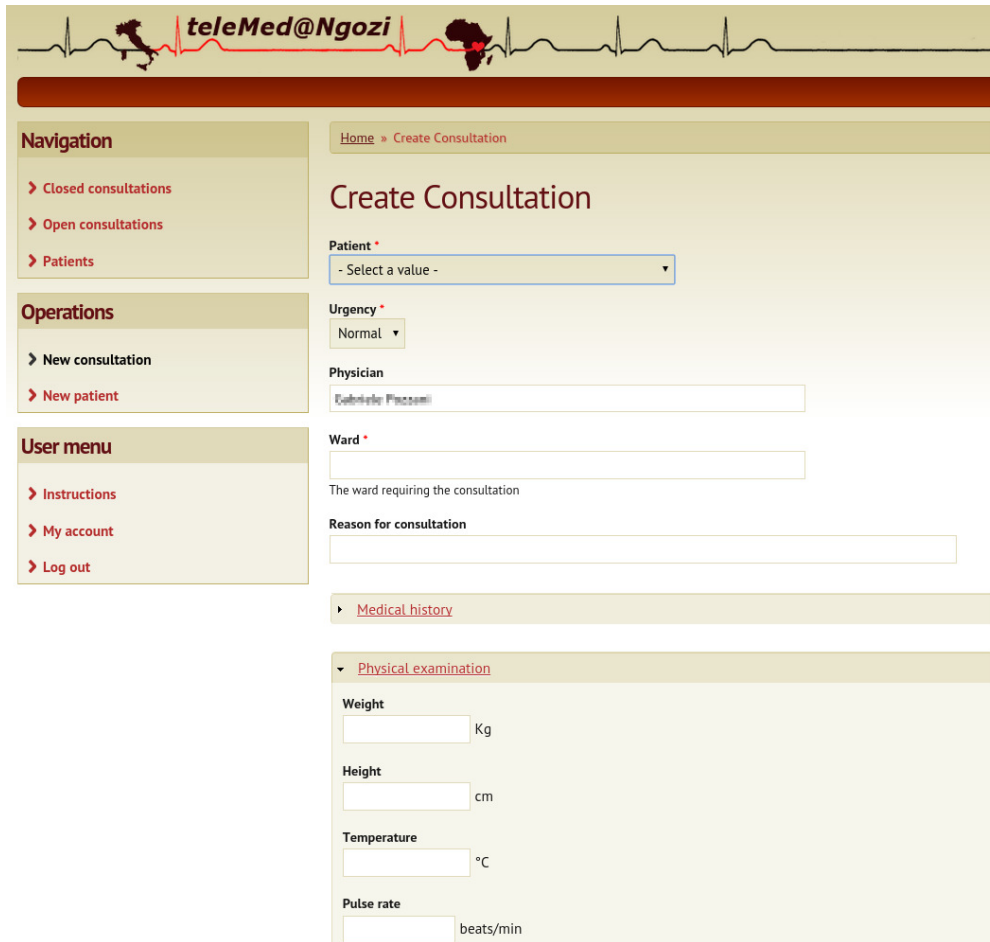 teleMed@Ngozi
Navigation
Closed consultations
Open consultations
Patients
Operations
New consultation
New patient
User menu
Instructions
My account
Log out
Home » Create Consultation
Create Consultation
Patient *
- Select a value -
Urgency *
Normal
Physician
Ward *
The ward requiring the consultation
Reason for consultation
Medical history
Physical examination
Weight
Kg
Height
cm
Temperature
°C
Pulse rate
beats/min